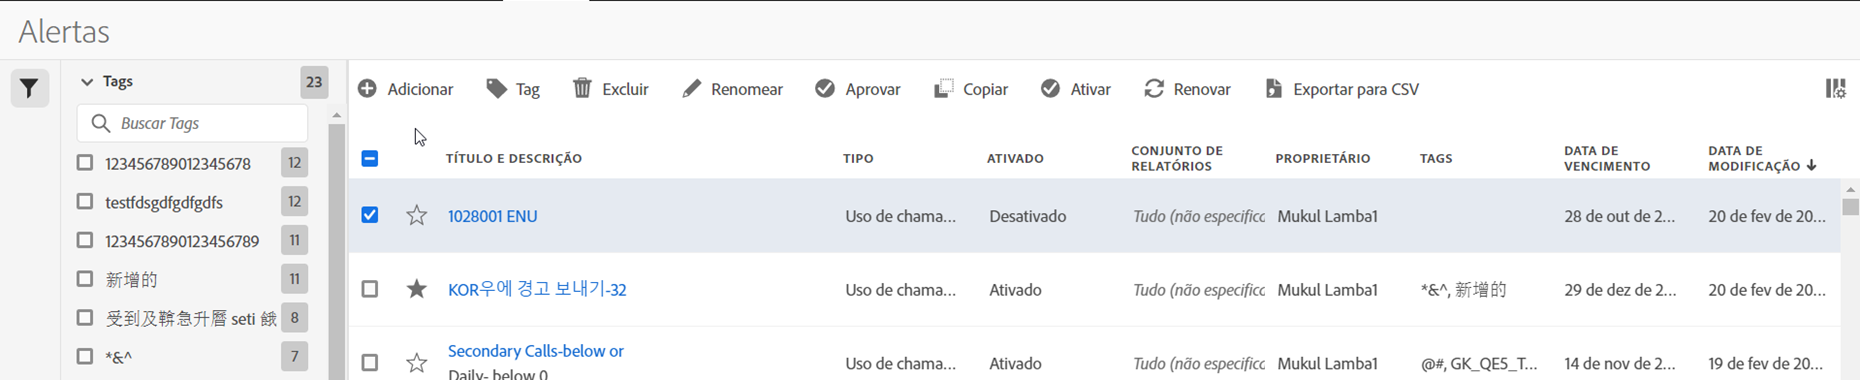 Alertas
Tags 23
Buscar Tags
123456789012345678 12
testfdsgdfgdfgdfs 12
1234567890123456789 11
新增的 11
受到及 急升層 seti 餓 8
*&^ 7
Adicionar Tag Excluir Renomear Aprovar Copiar Ativar Renovar Exportar para CSV
TÍTULO E DESCRIÇÃO TIPO ATIVADO CONJUNTO DE RELATÓRIOS PROPRIETÁRIO TAGS DATA DE VENCIMENTO DATA DE MODIFICAÇÃO
1028001 ENU Uso de chama... Desativado Tudo (não especifica Mukul Lamba1 28 de out de 2... 20 de fev de 20...
KOR우에 경고 보내기-32 Uso de chama... Ativado Tudo (não especifica Mukul Lamba1 *&^, 新增的 29 de dez de 2... 20 de fev de 20...
Secondary Calls-below or Uso de chama... Ativado Tudo (não especifica Mukul Lamba1 @#, GK_QE5_T... 14 de nov de 2... 19 de fev de 20...
Daily- below 0